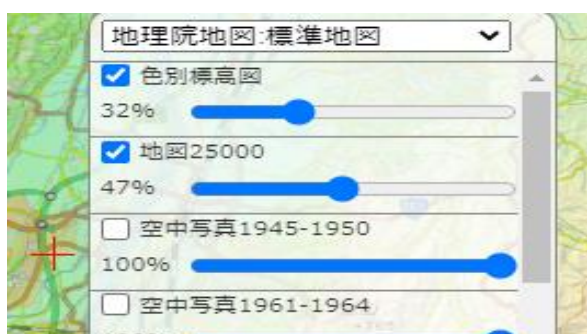 地理院地図:標準地図
色別標高図
32%
地図25000
47%
空中写真1945-1950
100%
空中写真1961-1964